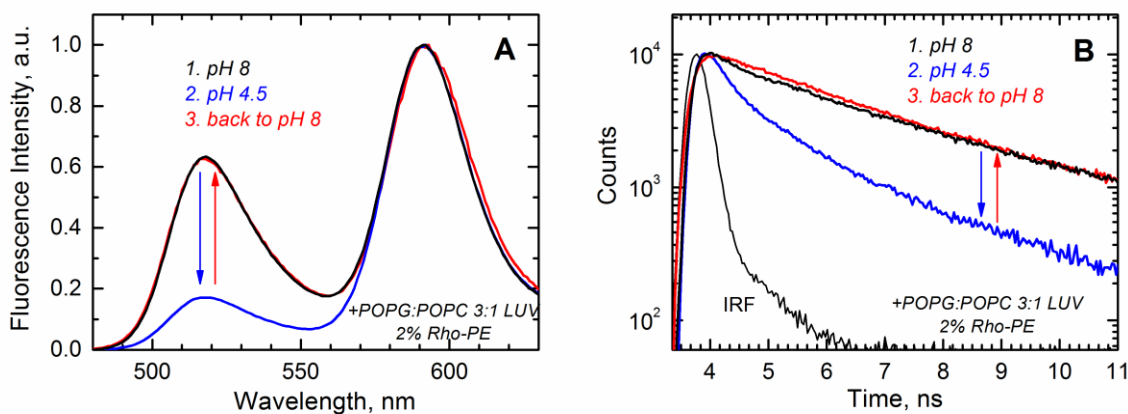 A
1. pH 8
2. pH 4.5
3. back to pH 8
+POPG:POPC 3:1 LUV
2% Rho-PE
Fluorescence Intensity, a.u.
1.0
0.8
0.6
0.4
0.2
0.0
500
550
600
Wavelength, nm
B
1. pH 8
2. pH 4.5
3. back to pH 8
IRF
+POPG:POPC 3:1 LUV
2% Rho-PE
Counts
10⁴
10³
10²
4 5 6 7 8 9 10 11
Time, ns